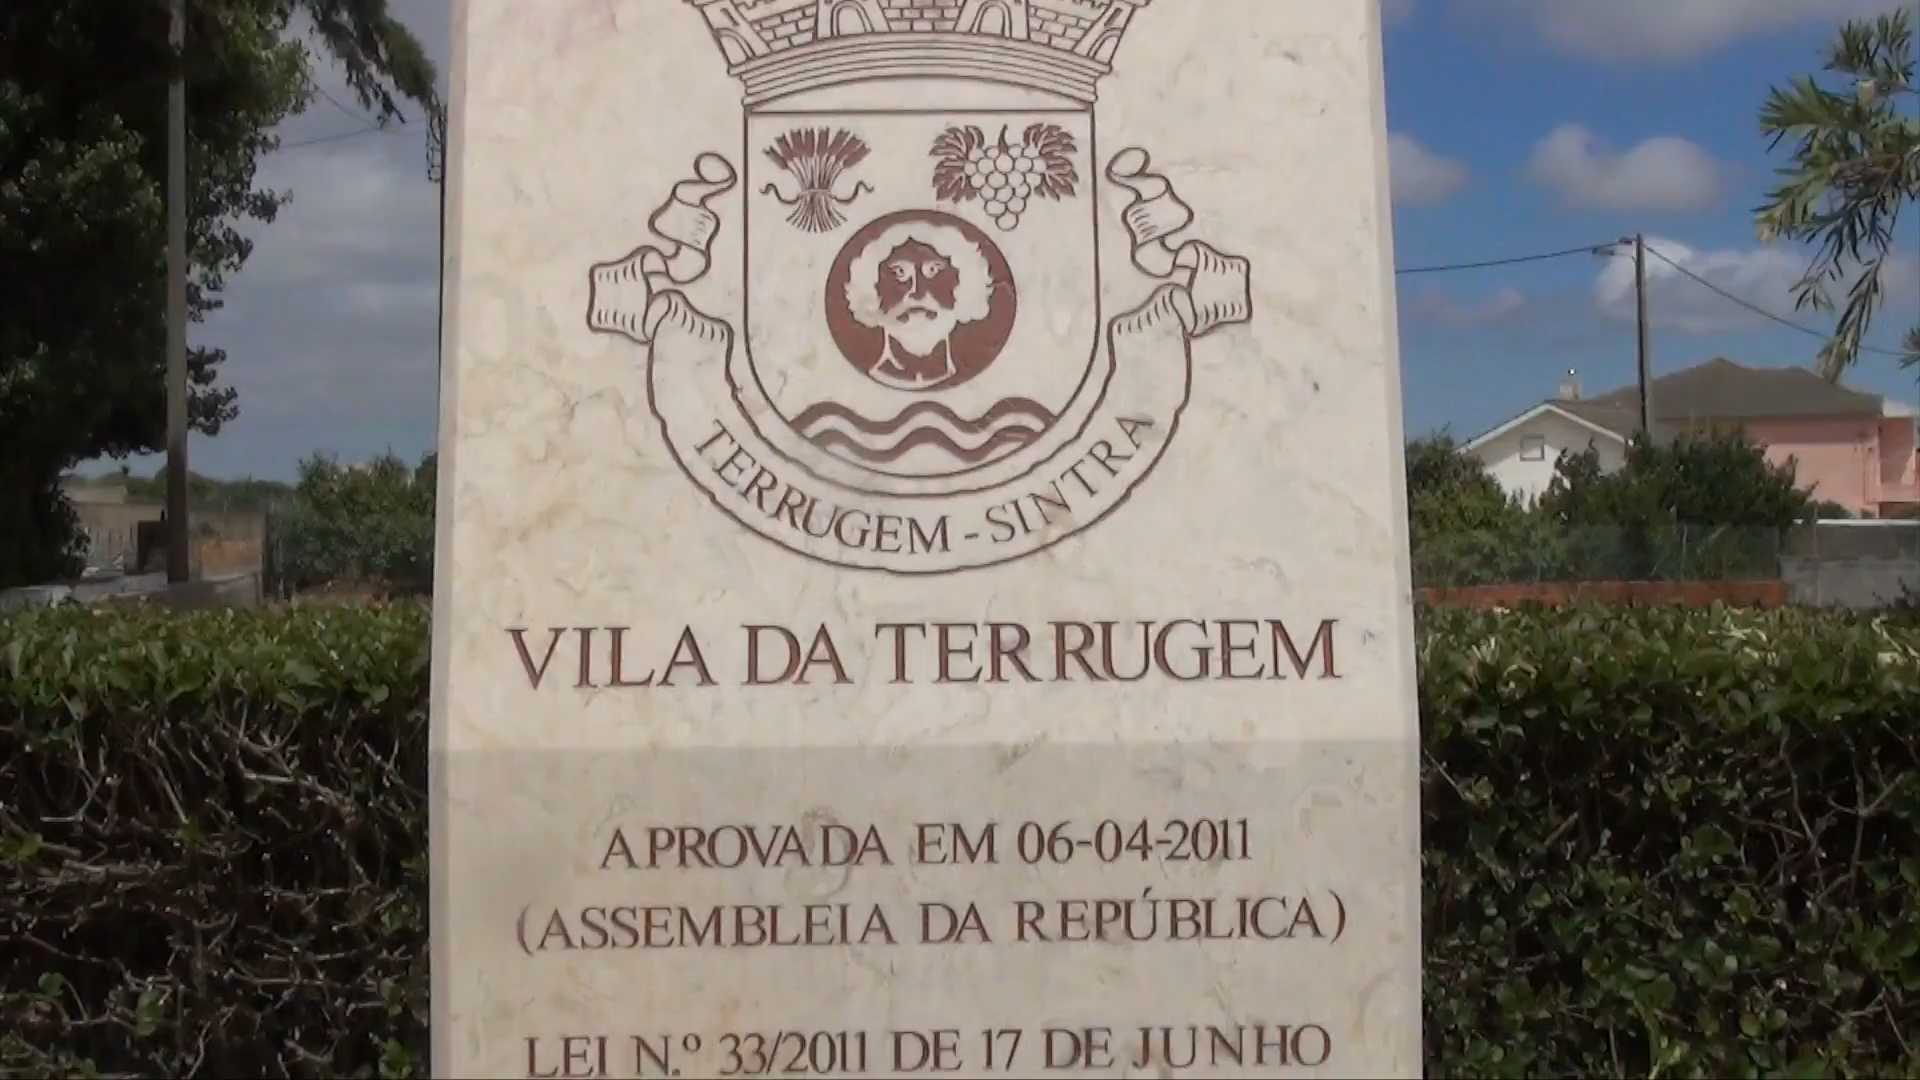 TERRUGEM - SINTRA
VILA DA TERRUGEM
APROVADA EM 06-04-2011
(ASSEMBLEIA DA REPÚBLICA)
LEI N.º 33/2011 DE 17 DE JUNHO